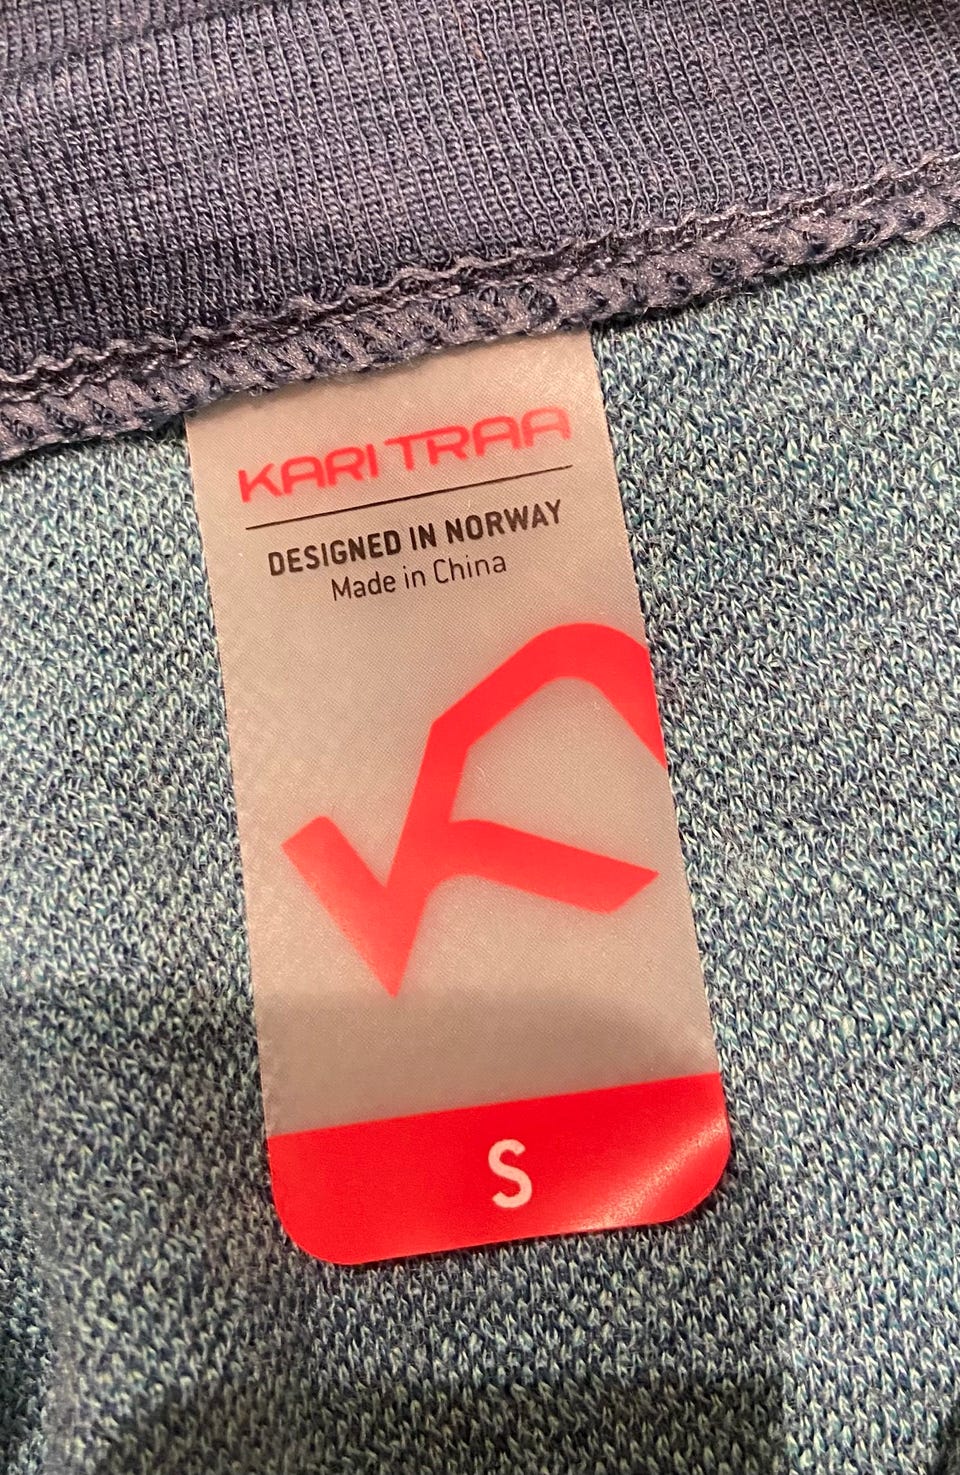 KARI TRAA
DESIGNED IN NORWAY
Made in China
S